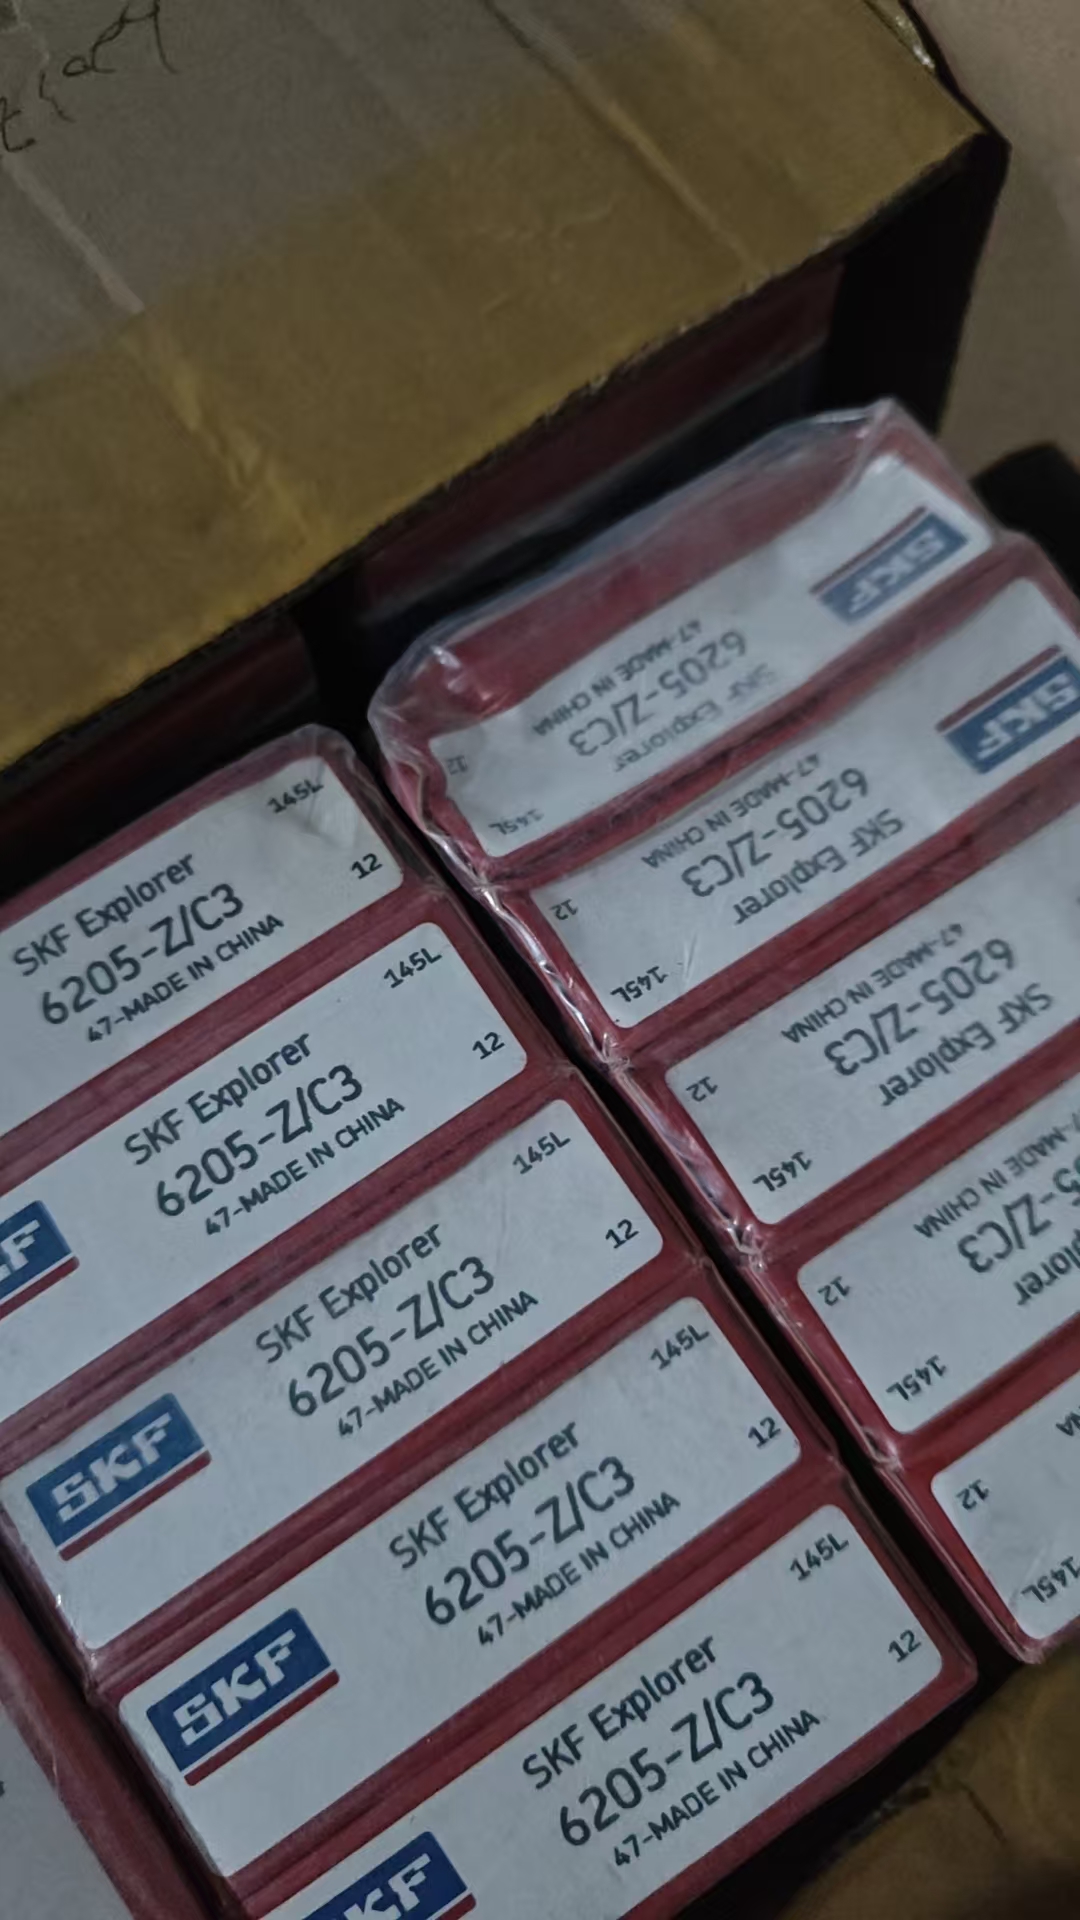 145L
12
SKF Explorer
6205-Z/C3
47-MADE IN CHINA
145L
12
SKF Explorer
6205-Z/C3
47-MADE IN CHINA
SKF
145L
12
SKF Explorer
6205-Z/C3
47-MADE IN CHINA
SKF
145L
12
SKF Explorer
6205-Z/C3
47-MADE IN CHINA
SKF
145L
12
SKF Explorer
6205-Z/C3
47-MADE IN CHINA
SKF
SKF
SKF Explorer
6205-Z/C3
47-MADE IN CHINA
12
145L
SKF
SKF Explorer
6205-Z/C3
47-MADE IN CHINA
12
145L
SKF Explorer
6205-Z/C3
47-MADE IN CHINA
12
145L
MADE IN CHINA
12
145L
12
145L